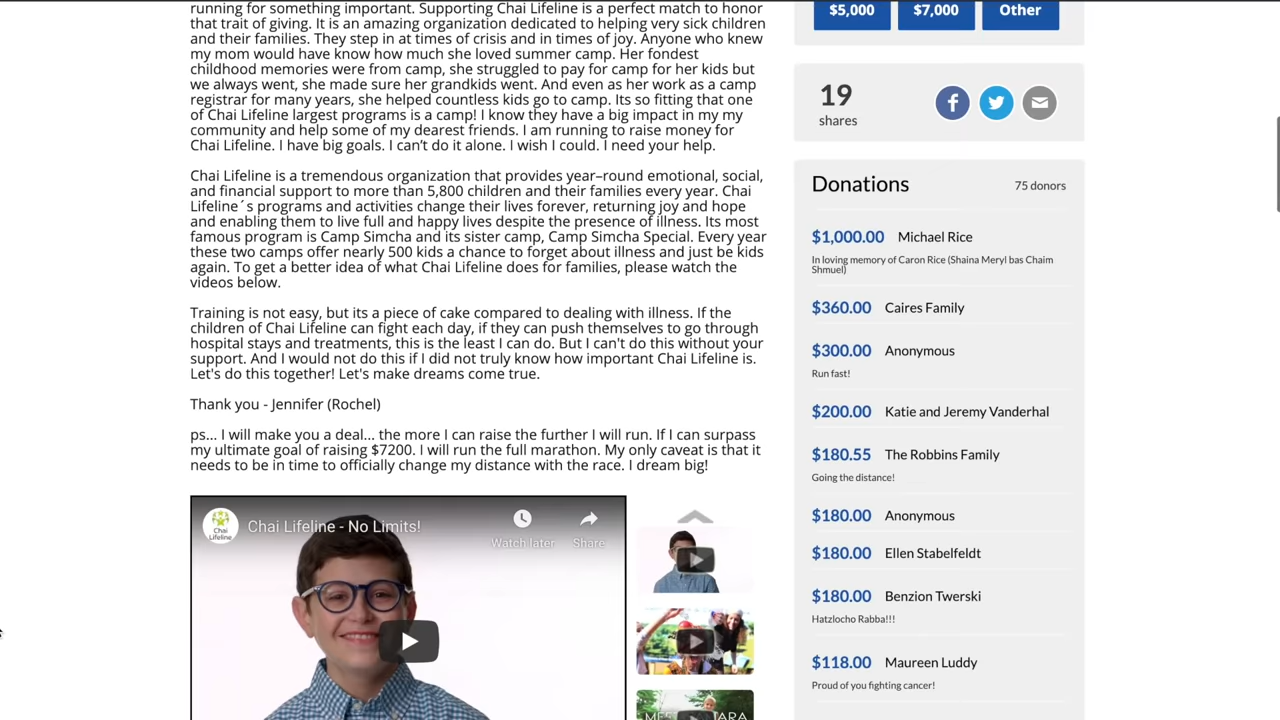 running for something important. Supporting Chai Lifeline is a perfect match to honor
that trait of giving. It is an amazing organization dedicated to helping very sick children
and their families. They step in at times of crisis and in times of joy. Anyone who knew
my mom would have know how much she loved summer camp. Her fondest
childhood memories were from camp, she struggled to pay for camp for her kids but
we always went, she made sure her grandkids went. And even as her work as a camp
registrar for many years, she helped countless kids go to camp. Its so fitting that one
of Chai Lifeline largest programs is a camp! I know they have a big impact in my my
community and help some of my dearest friends. I am running to raise money for
Chai Lifeline. I have big goals. I can't do it alone. I wish I could. I need your help.
Chai Lifeline is a tremendous organization that provides year–round emotional, social,
and financial support to more than 5,800 children and their families every year. Chai
Lifeline´s programs and activities change their lives forever, returning joy and hope
and enabling them to live full and happy lives despite the presence of illness. Its most
famous program is Camp Simcha and its sister camp, Camp Simcha Special. Every year
these two camps offer nearly 500 kids a chance to forget about illness and just be kids
again. To get a better idea of what Chai Lifeline does for families, please watch the
videos below.
Training is not easy, but its a piece of cake compared to dealing with illness. If the
children of Chai Lifeline can fight each day, if they can push themselves to go through
hospital stays and treatments, this is the least I can do. But I can't do this without your
support. And I would not do this if I did not truly know how important Chai Lifeline is.
Let's do this together! Let's make dreams come true.
Thank you - Jennifer (Rochel)
ps... I will make you a deal... the more I can raise the further I will run. If I can surpass
my ultimate goal of raising $7200. I will run the full marathon. My only caveat is that it
needs to be in time to officially change my distance with the race. I dream big!
Chai
Lifeline
Chai Lifeline - No Limits!
Watch later
Share
$5,000
$7,000
Other
19
shares
Donations
75 donors
$1,000.00 Michael Rice
In loving memory of Caron Rice (Shaina Meryl bas Chaim
Shmuel)
$360.00 Caires Family
$300.00 Anonymous
Run fast!
$200.00 Katie and Jeremy Vanderhal
$180.55 The Robbins Family
Going the distance!
$180.00 Anonymous
$180.00 Ellen Stabelfeldt
$180.00 Benzion Twerski
Hatzlocho Rabba!!!
$118.00 Maureen Luddy
Proud of you fighting cancer!